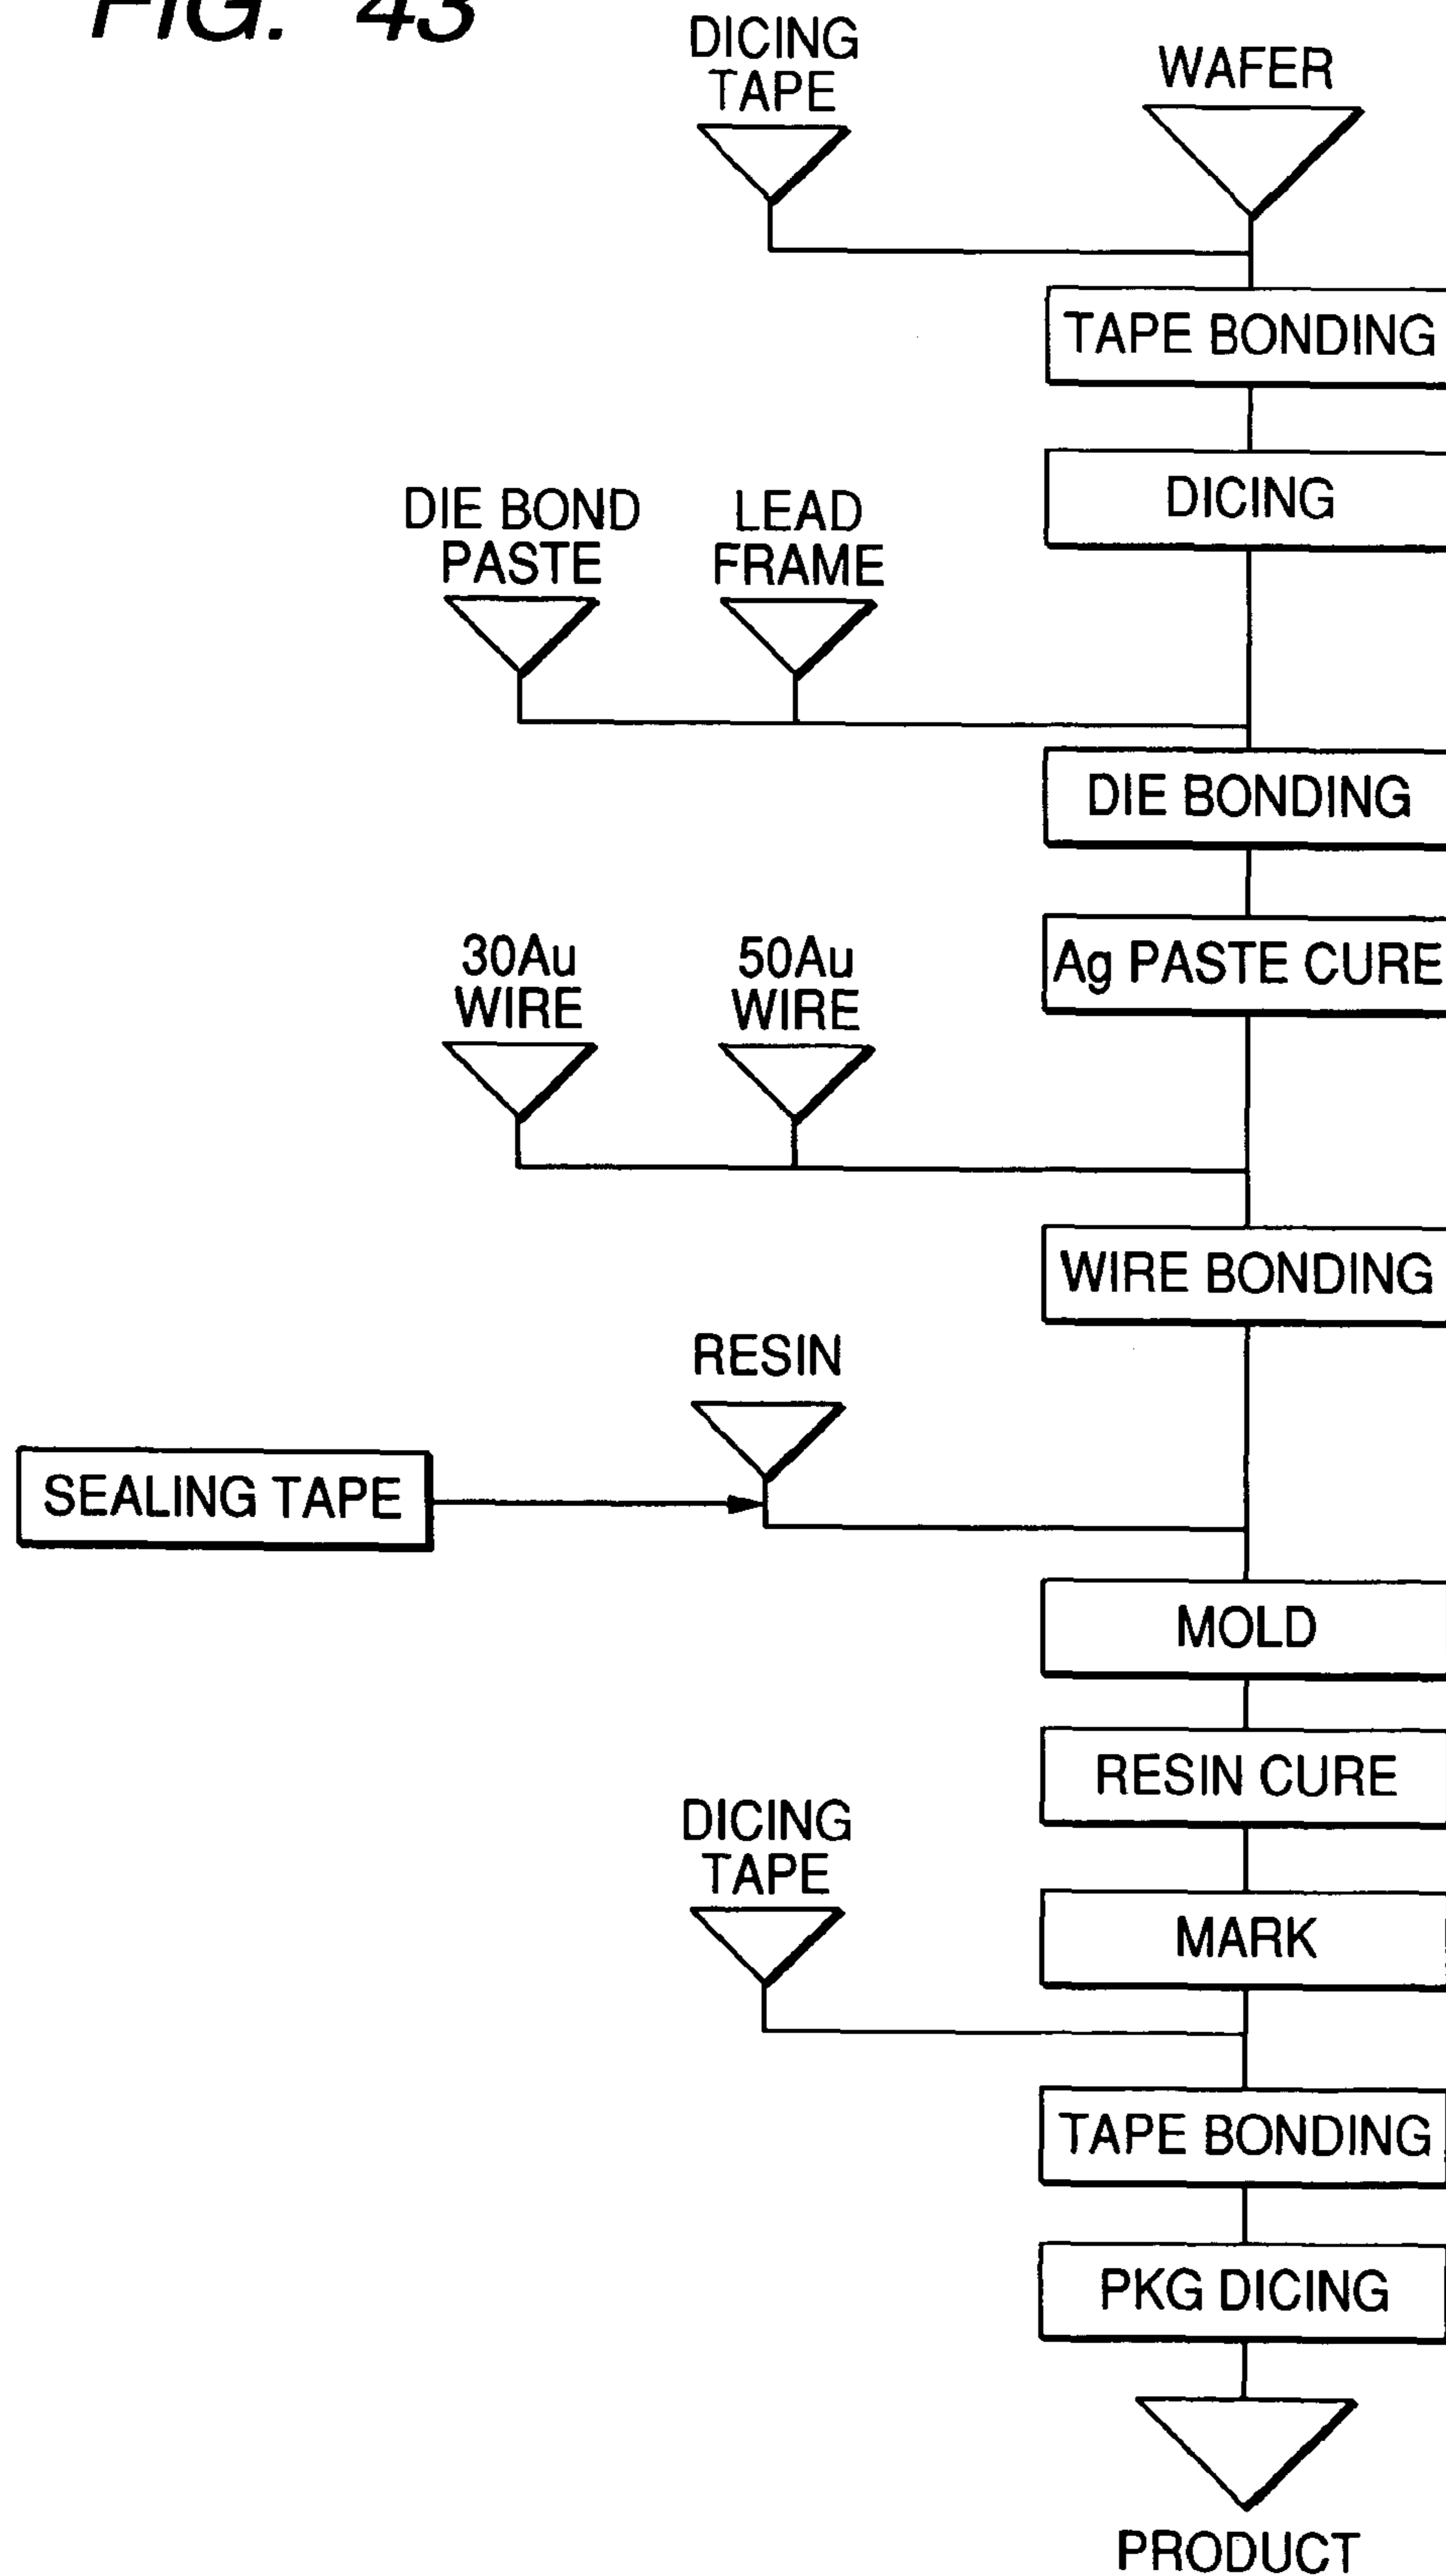 FIG. 43
DICING
TAPE
WAFER
TAPE BONDING
DICING
DIE BOND
PASTE
LEAD
FRAME
DIE BONDING
Ag PASTE CURE
30Au
WIRE
50Au
WIRE
WIRE BONDING
RESIN
SEALING TAPE
MOLD
RESIN CURE
DICING
TAPE
MARK
TAPE BONDING
PKG DICING
PRODUCT